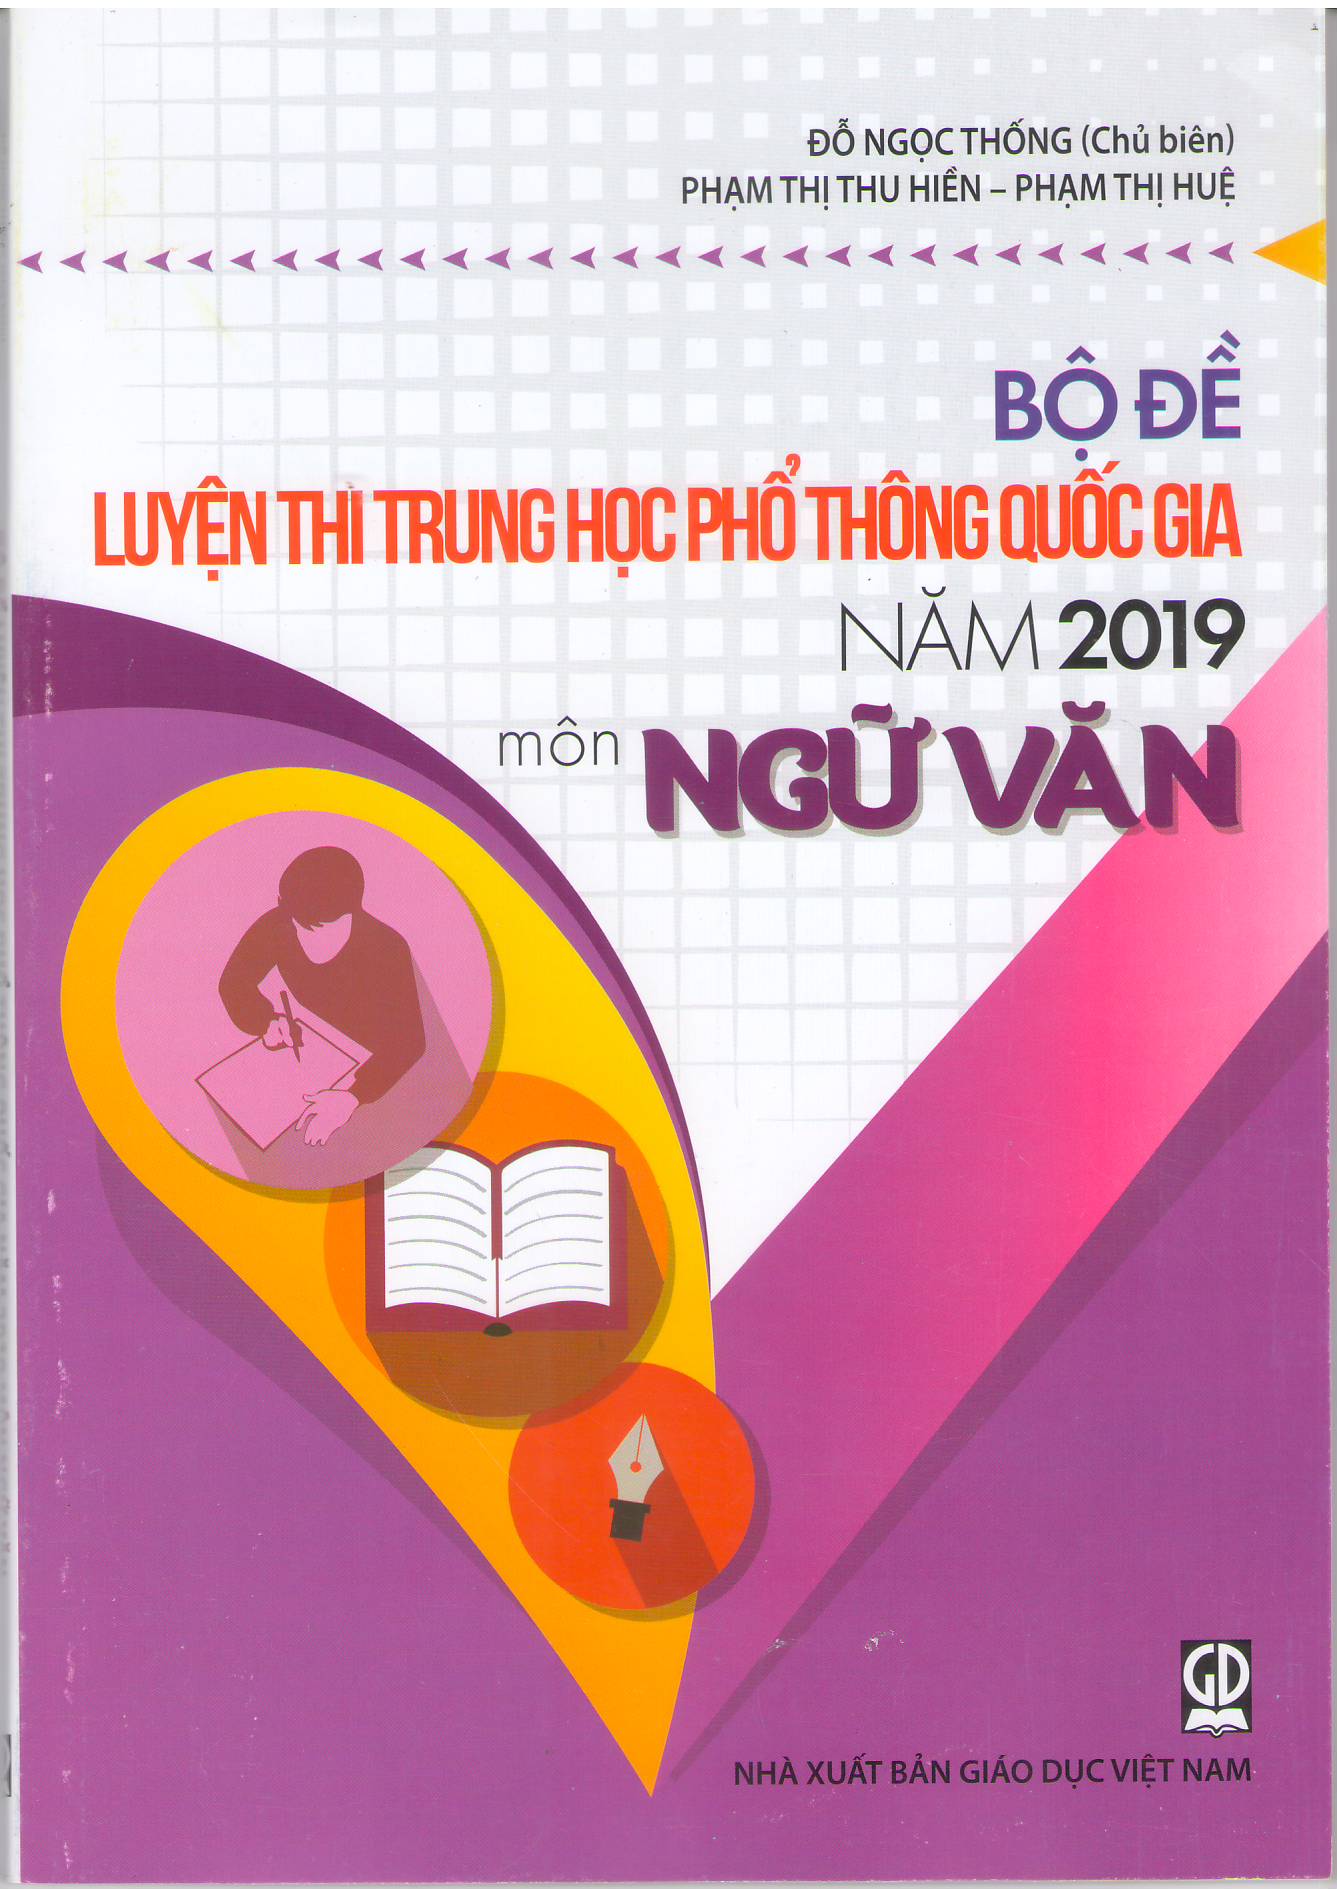 ĐỖ NGỌC THỐNG (Chủ biên)
PHẠM THỊ THU HIỀN – PHẠM THỊ HUỆ
BỘ ĐỀ
LUYỆN THI TRUNG HỌC PHỔ THÔNG QUỐC GIA
NĂM 2019
môn NGỮ VĂN
GD
NHÀ XUẤT BẢN GIÁO DỤC VIỆT NAM